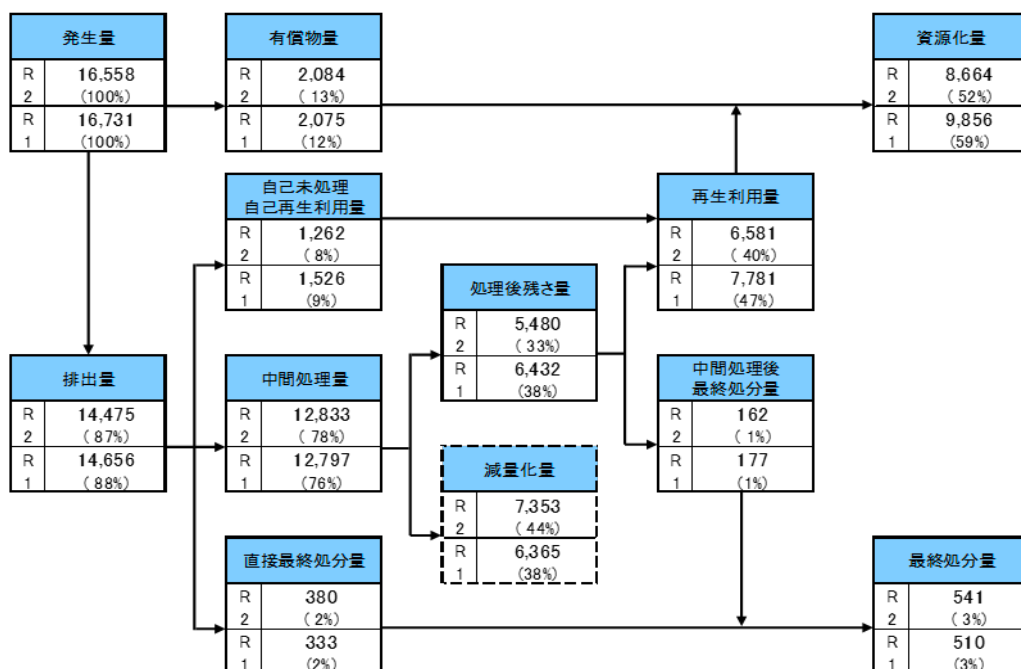 発生量
R 16,558
2 (100%)
R 16,731
1 (100%)
有償物量
R 2,084
2 ( 13%)
R 2,075
1 (12%)
資源化量
R 8,664
2 ( 52%)
R 9,856
1 (59%)
自己未処理
自己再生利用量
R 1,262
2 ( 8%)
R 1,526
1 (9%)
再生利用量
R 6,581
2 ( 40%)
R 7,781
1 (47%)
処理後残さ量
R 5,480
2 ( 33%)
R 6,432
1 (38%)
排出量
R 14,475
2 ( 87%)
R 14,656
1 ( 88%)
中間処理量
R 12,833
2 ( 78%)
R 12,797
1 (76%)
中間処理後
最終処分量
R 162
2 ( 1%)
R 177
1 (1%)
減量化量
R 7,353
2 ( 44%)
R 6,365
1 (38%)
直接最終処分量
R 380
2 ( 2%)
R 333
1 (2%)
最終処分量
R 541
2 ( 3%)
R 510
1 (3%)